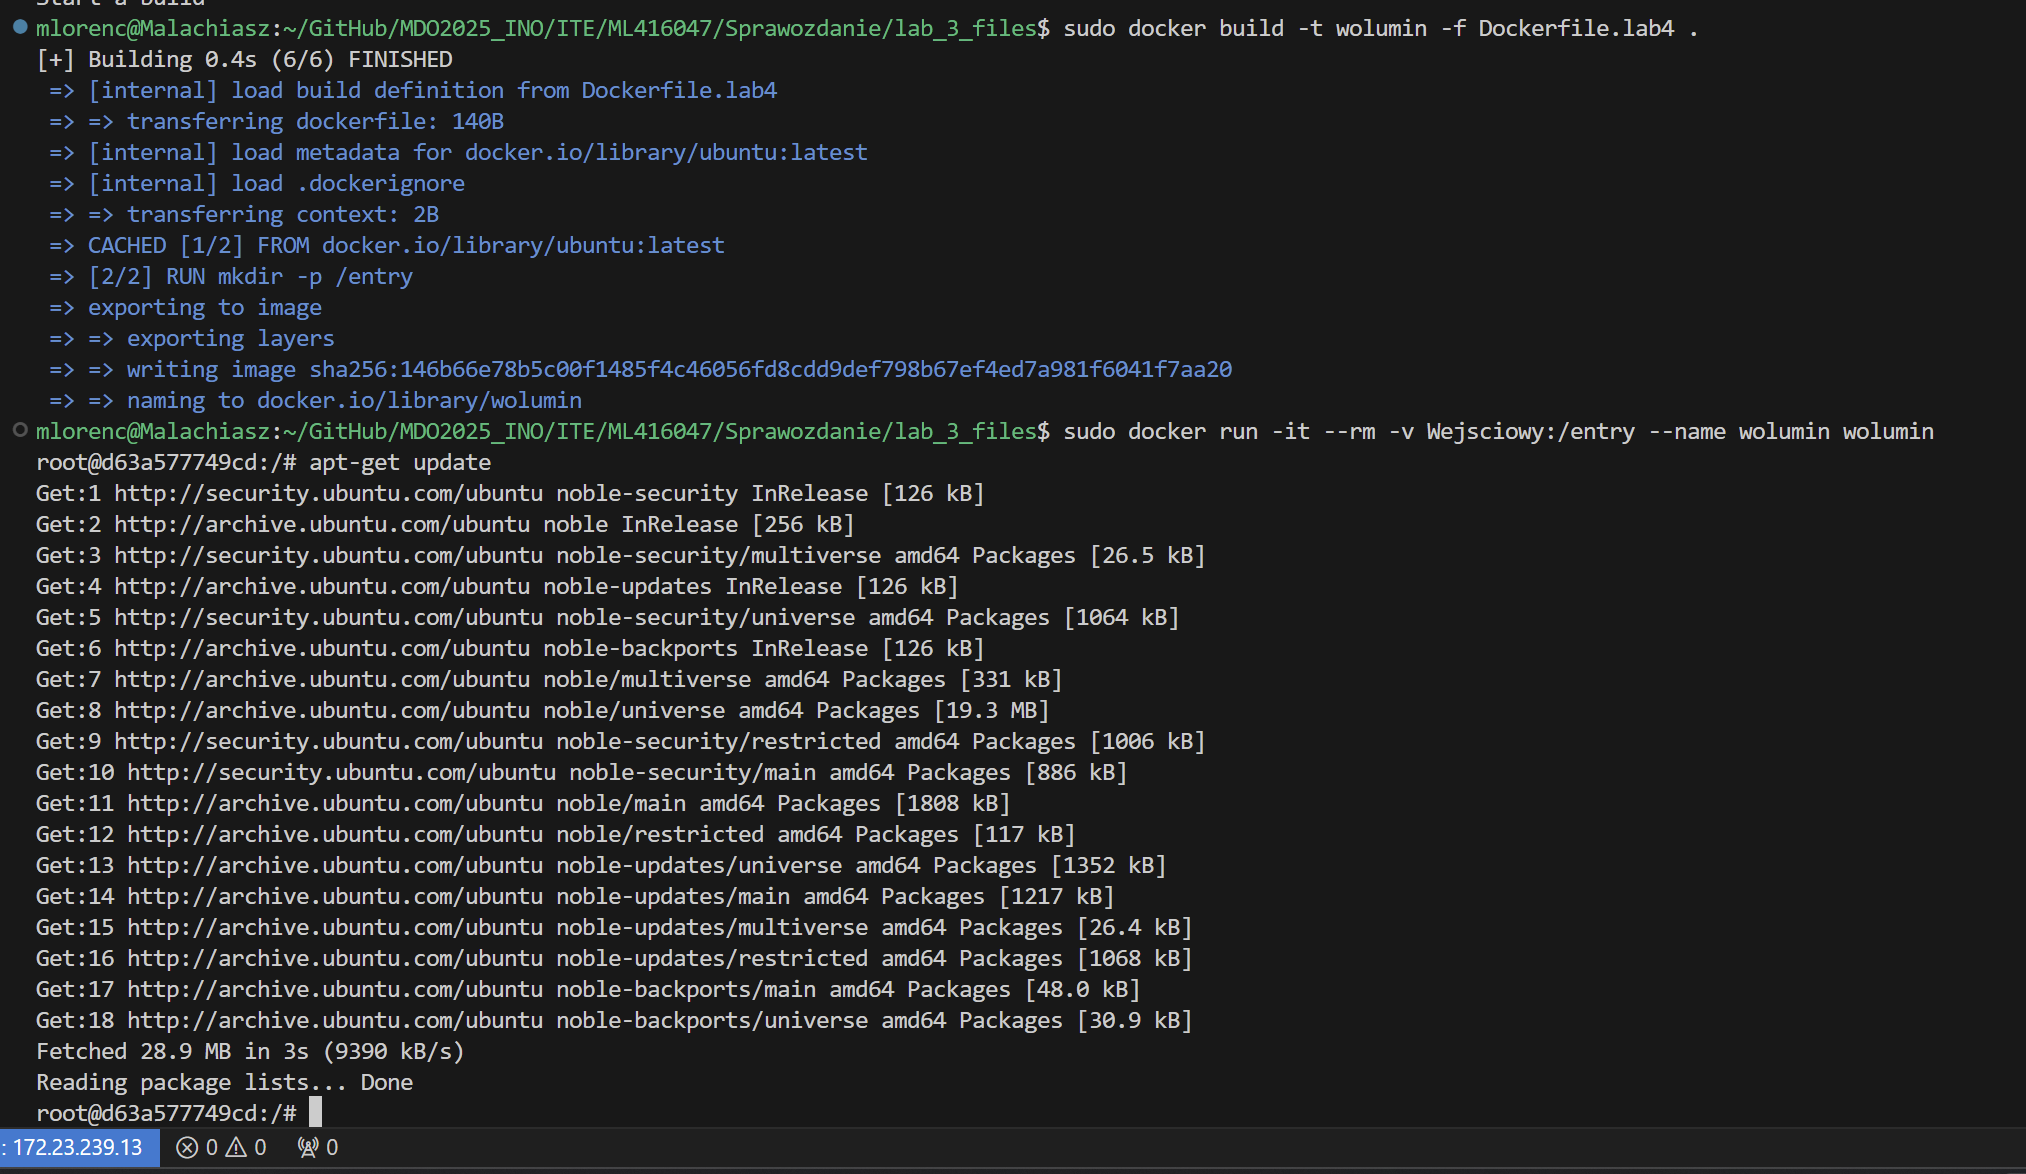 Start a build
mlorenc@Malachiasz:~/GitHub/MDO2025_INO/ITE/ML416047/Sprawozdanie/lab_3_files$ sudo docker build -t wolumin -f Dockerfile.lab4 .
[+] Building 0.4s (6/6) FINISHED
=> [internal] load build definition from Dockerfile.lab4
=> => transferring dockerfile: 140B
=> [internal] load metadata for docker.io/library/ubuntu:latest
=> [internal] load .dockerignore
=> => transferring context: 2B
=> CACHED [1/2] FROM docker.io/library/ubuntu:latest
=> [2/2] RUN mkdir -p /entry
=> exporting to image
=> => exporting layers
=> => writing image sha256:146b66e78b5c00f1485f4c46056fd8cdd9def798b67ef4ed7a981f6041f7aa20
=> => naming to docker.io/library/wolumin
mlorenc@Malachiasz:~/GitHub/MDO2025_INO/ITE/ML416047/Sprawozdanie/lab_3_files$ sudo docker run -it --rm -v Wejsciowy:/entry --name wolumin wolumin
root@d63a577749cd:/# apt-get update
Get:1 http://security.ubuntu.com/ubuntu noble-security InRelease [126 kB]
Get:2 http://archive.ubuntu.com/ubuntu noble InRelease [256 kB]
Get:3 http://security.ubuntu.com/ubuntu noble-security/multiverse amd64 Packages [26.5 kB]
Get:4 http://archive.ubuntu.com/ubuntu noble-updates InRelease [126 kB]
Get:5 http://security.ubuntu.com/ubuntu noble-security/universe amd64 Packages [1064 kB]
Get:6 http://archive.ubuntu.com/ubuntu noble-backports InRelease [126 kB]
Get:7 http://archive.ubuntu.com/ubuntu noble/multiverse amd64 Packages [331 kB]
Get:8 http://archive.ubuntu.com/ubuntu noble/universe amd64 Packages [19.3 MB]
Get:9 http://security.ubuntu.com/ubuntu noble-security/restricted amd64 Packages [1006 kB]
Get:10 http://security.ubuntu.com/ubuntu noble-security/main amd64 Packages [886 kB]
Get:11 http://archive.ubuntu.com/ubuntu noble/main amd64 Packages [1808 kB]
Get:12 http://archive.ubuntu.com/ubuntu noble/restricted amd64 Packages [117 kB]
Get:13 http://archive.ubuntu.com/ubuntu noble-updates/universe amd64 Packages [1352 kB]
Get:14 http://archive.ubuntu.com/ubuntu noble-updates/main amd64 Packages [1217 kB]
Get:15 http://archive.ubuntu.com/ubuntu noble-updates/multiverse amd64 Packages [26.4 kB]
Get:16 http://archive.ubuntu.com/ubuntu noble-updates/restricted amd64 Packages [1068 kB]
Get:17 http://archive.ubuntu.com/ubuntu noble-backports/main amd64 Packages [48.0 kB]
Get:18 http://archive.ubuntu.com/ubuntu noble-backports/universe amd64 Packages [30.9 kB]
Fetched 28.9 MB in 3s (9390 kB/s)
Reading package lists... Done
root@d63a577749cd:/#
: 172.23.239.13 0 0 0